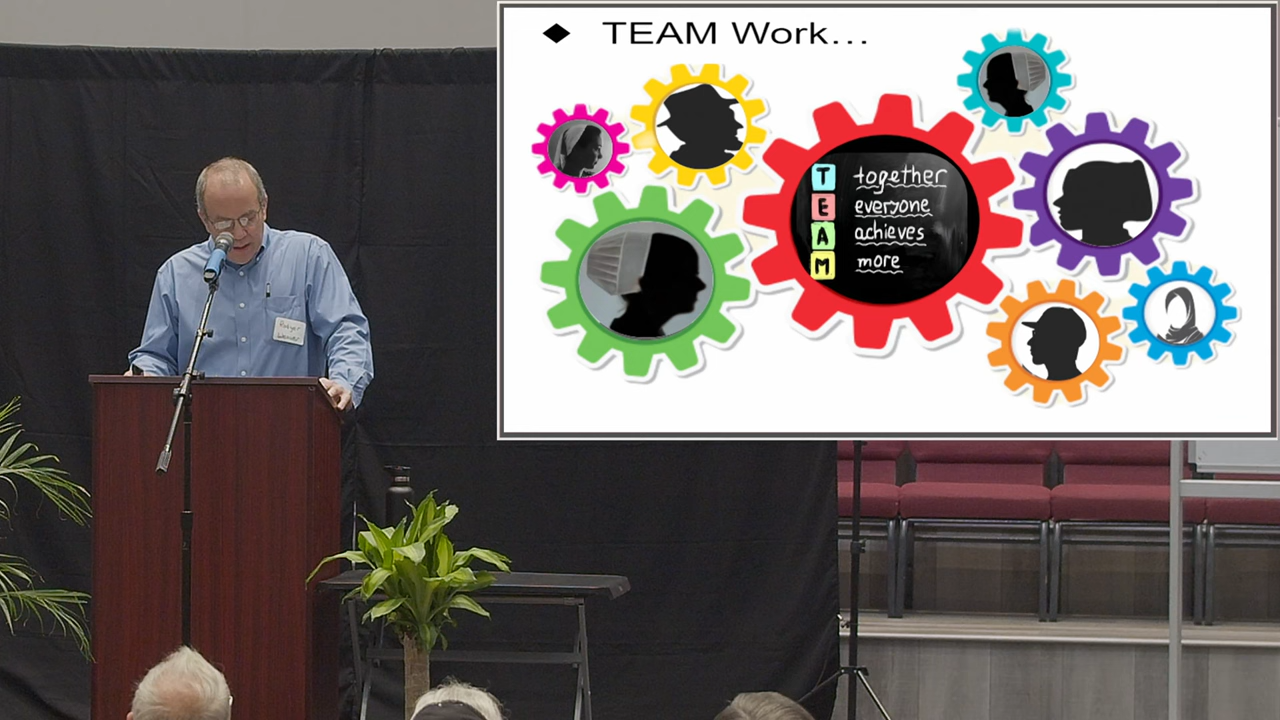 ◆ TEAM Work...
T together
E everyone
A achieves
M more